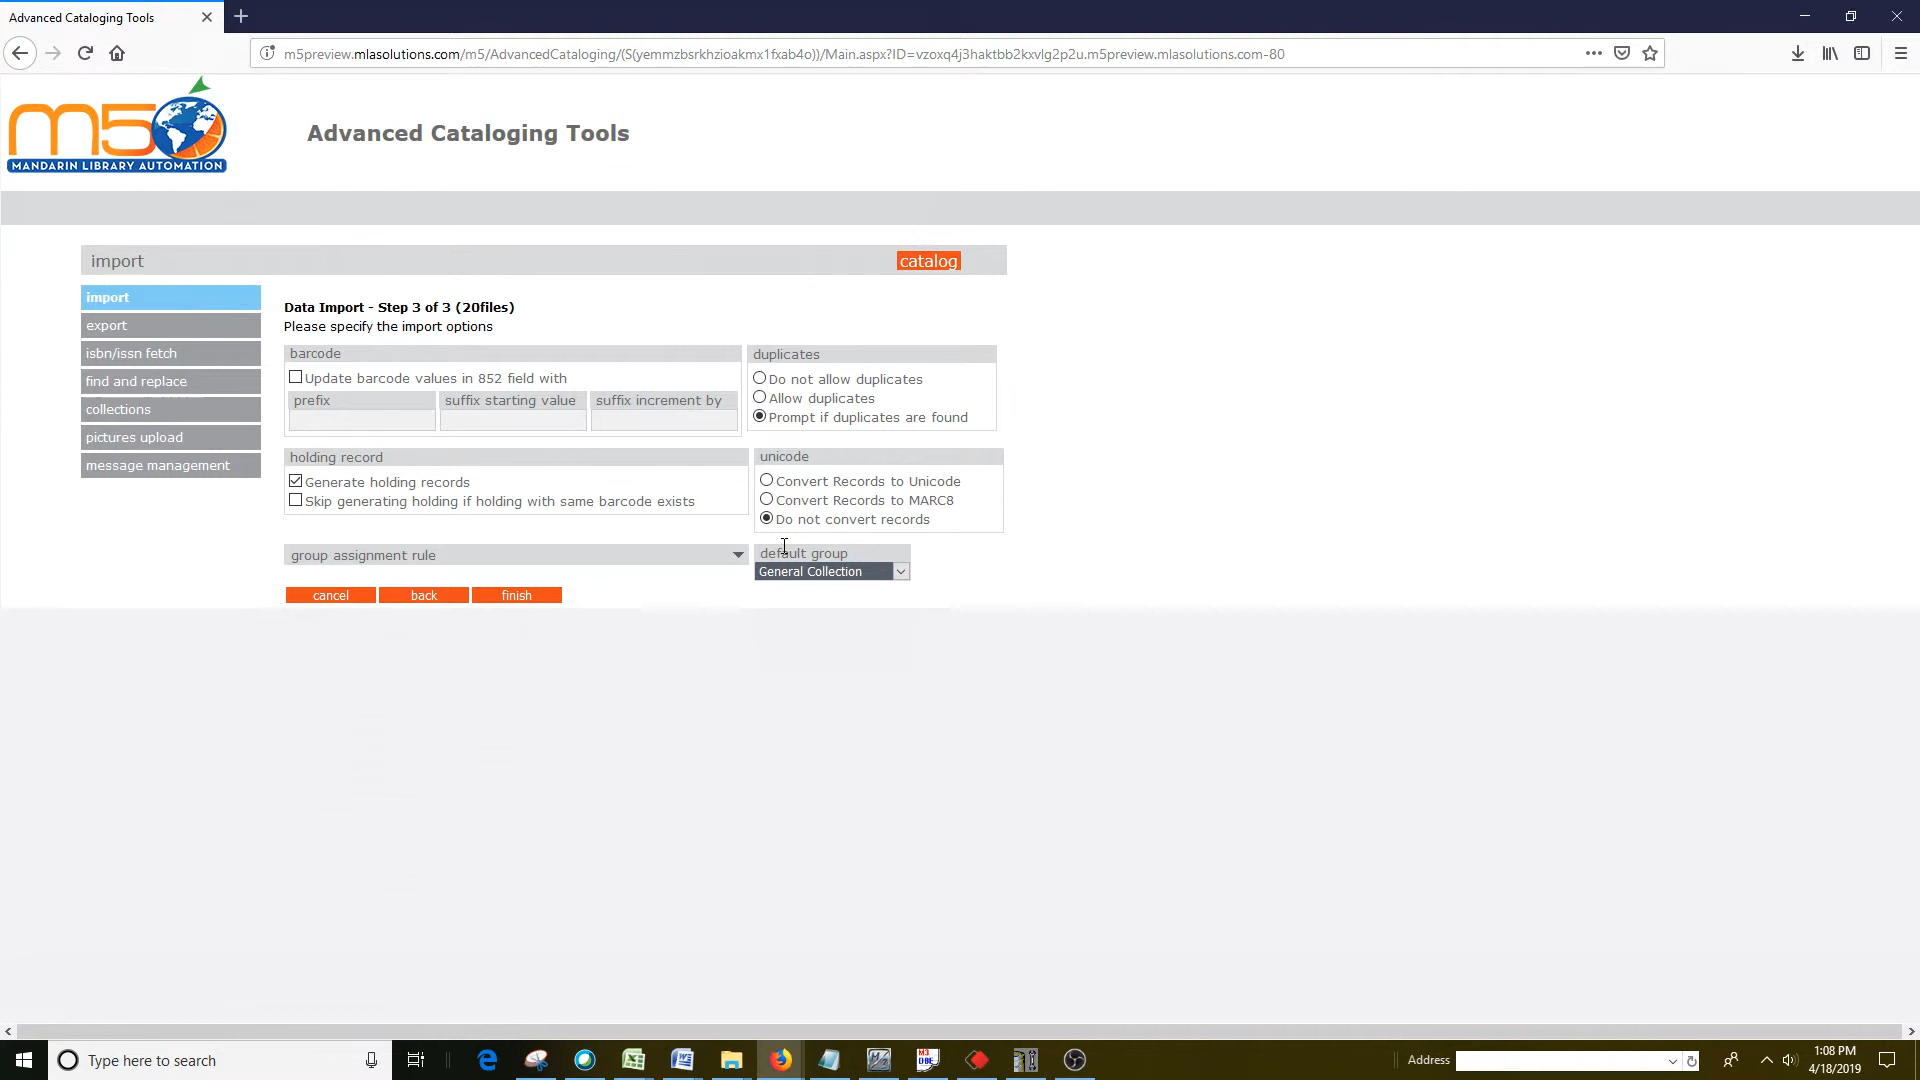 Advanced Cataloging Tools
m5preview.mlasolutions.com/m5/AdvancedCataloging/(S(yemmzbsrkhzioakmx1fxab4o))/Main.aspx?ID=vzoxq4j3haktbb2kxvlg2p2u.m5preview.mlasolutions.com-80
m5
MANDARIN LIBRARY AUTOMATION
Advanced Cataloging Tools
import
catalog
import
export
isbn/issn fetch
find and replace
collections
pictures upload
message management
Data Import - Step 3 of 3 (20files)
Please specify the import options
barcode
Update barcode values in 852 field with
prefix
suffix starting value
suffix increment by
duplicates
Do not allow duplicates
Allow duplicates
Prompt if duplicates are found
holding record
Generate holding records
Skip generating holding if holding with same barcode exists
unicode
Convert Records to Unicode
Convert Records to MARC8
Do not convert records
group assignment rule
default group
General Collection
cancel
back
finish
Type here to search
Address
1:08 PM
4/18/2019